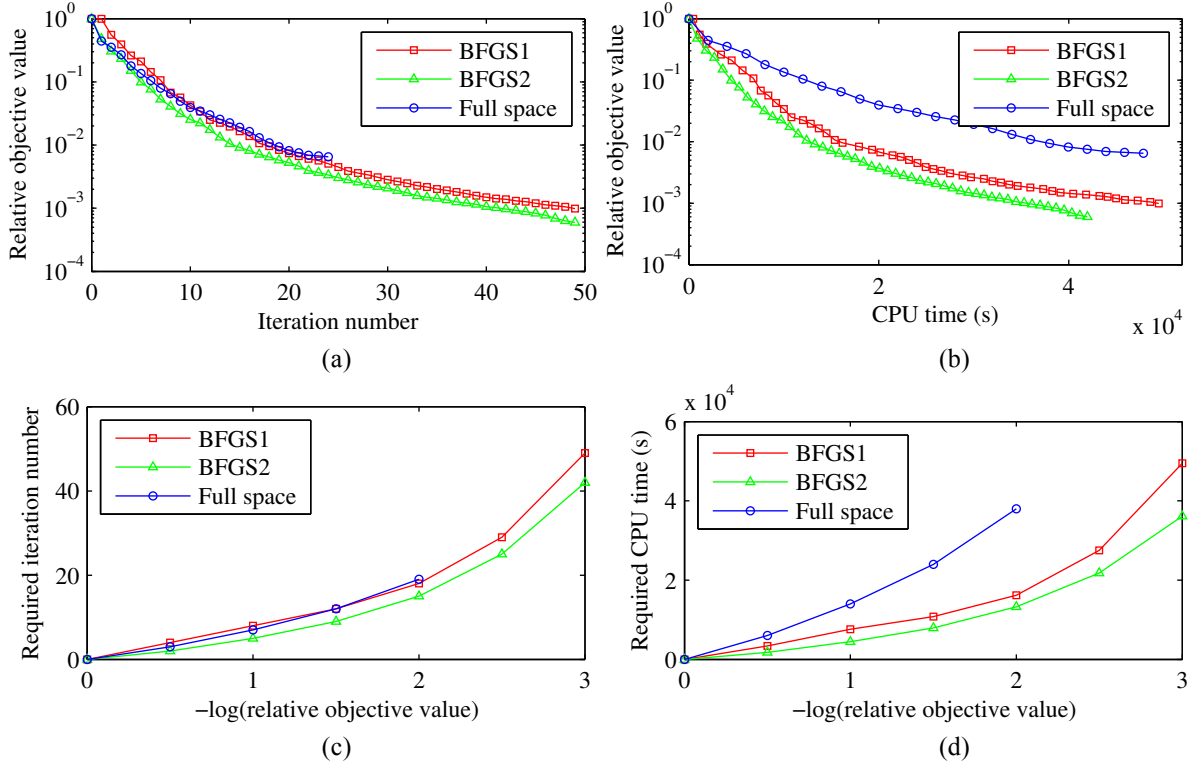 10^0
10^−1
10^−2
10^−3
10^−4
0
10
20
30
40
50
Relative objective value
Iteration number
BFGS1
BFGS2
Full space
(a)
10^0
10^−1
10^−2
10^−3
10^−4
0
2
4
x 10^4
Relative objective value
CPU time (s)
BFGS1
BFGS2
Full space
(b)
60
40
20
0
0
1
2
3
Required iteration number
−log(relative objective value)
BFGS1
BFGS2
Full space
(c)
x 10^4
6
4
2
0
0
1
2
3
Required CPU time (s)
−log(relative objective value)
BFGS1
BFGS2
Full space
(d)